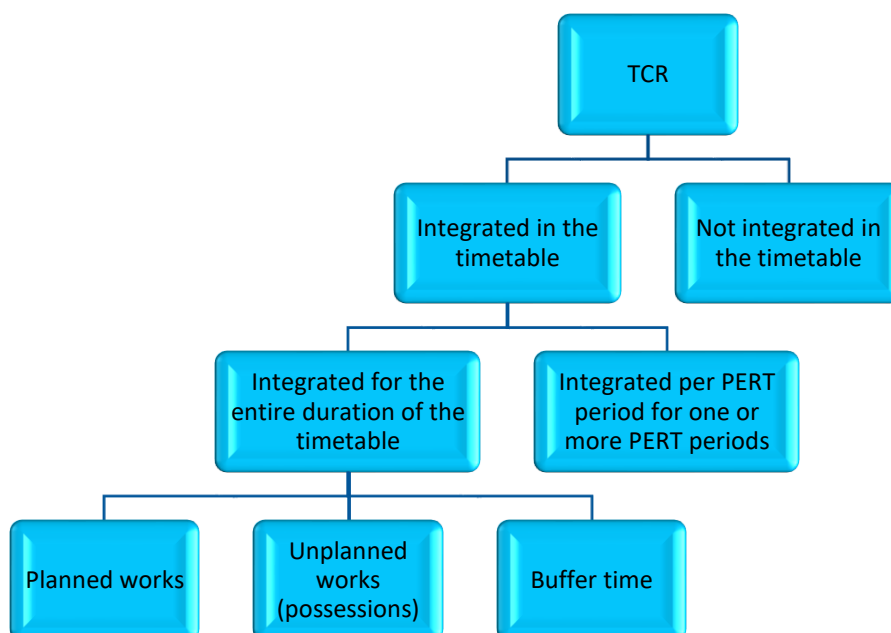 TCR
Integrated in the
timetable
Not integrated in
the timetable
Integrated for the
entire duration of the
timetable
Integrated per PERT
period for one or
more PERT periods
Planned works
Unplanned
works
(possessions)
Buffer time